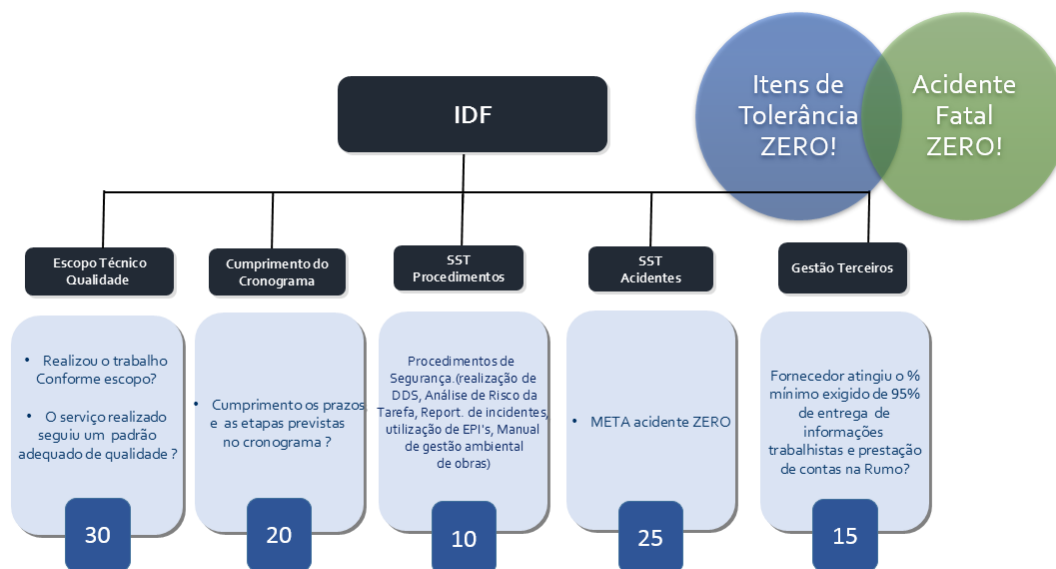 Itens de
Tolerância
ZERO!
Acidente
Fatal
ZERO!
IDF
Escopo Técnico
Qualidade
Cumprimento do
Cronograma
SST
Procedimentos
SST
Acidentes
Gestão Terceiros
• Realizou o trabalho
Conforme escopo?
• O serviço realizado
seguiu um padrão
adequado de qualidade ?
30
• Cumprimento os prazos
e as etapas previstas
no cronograma ?
20
Procedimentos de
Segurança.(realização de
DDS, Análise de Risco da
Tarefa, Report. de incidentes,
utilização de EPI's, Manual
de gestão ambiental
de obras)
10
• META acidente ZERO
25
Fornecedor atingiu o %
mínimo exigido de 95%
de entrega de
informações
trabalhistas e prestação
de contas na Rumo?
15